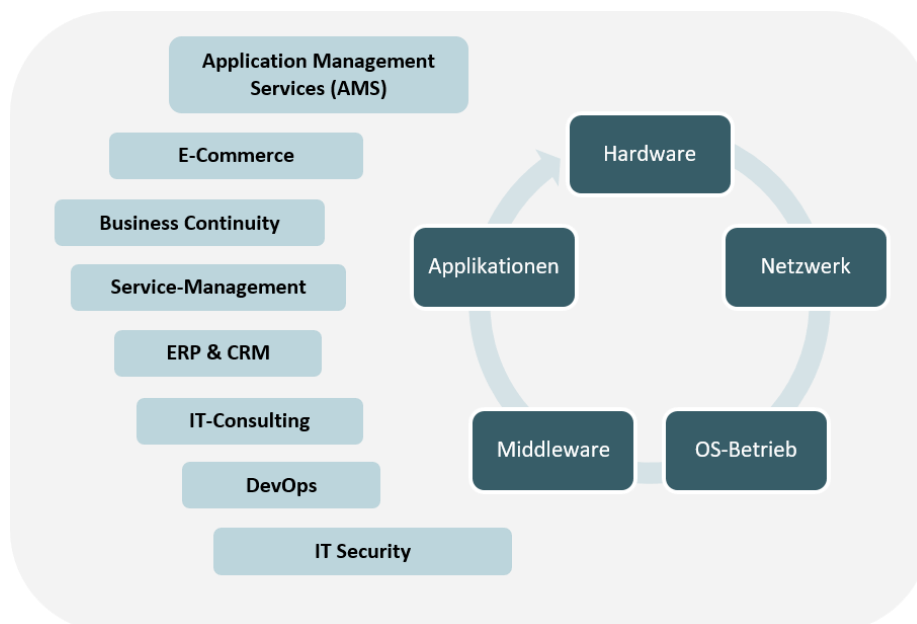 Application Management
Services (AMS)
E-Commerce
Business Continuity
Service-Management
ERP & CRM
IT-Consulting
DevOps
IT Security
Hardware
Netzwerk
OS-Betrieb
Middleware
Applikationen